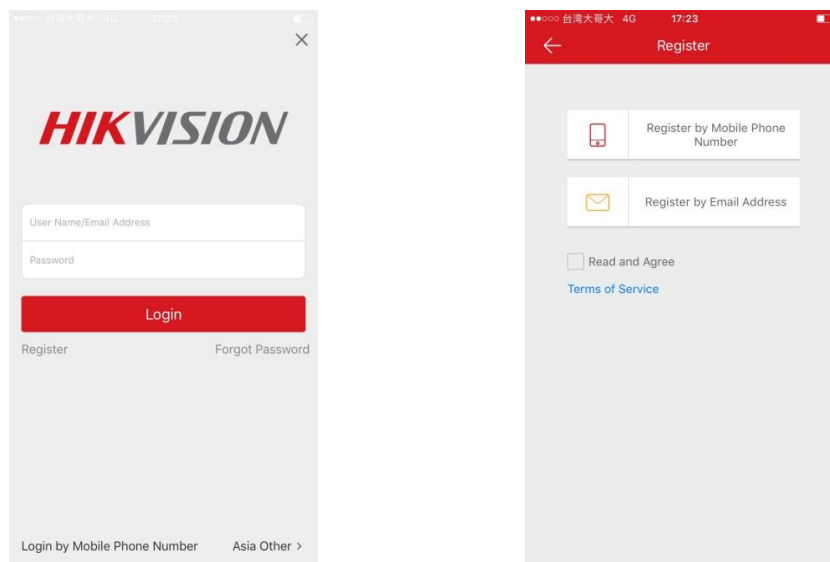 台湾大哥大 4G 17:23
HIKVISION
User Name/Email Address
Password
Login
Register Forgot Password
Login by Mobile Phone Number Asia Other >
台湾大哥大 4G 17:23
Register
Register by Mobile Phone
Number
Register by Email Address
Read and Agree
Terms of Service